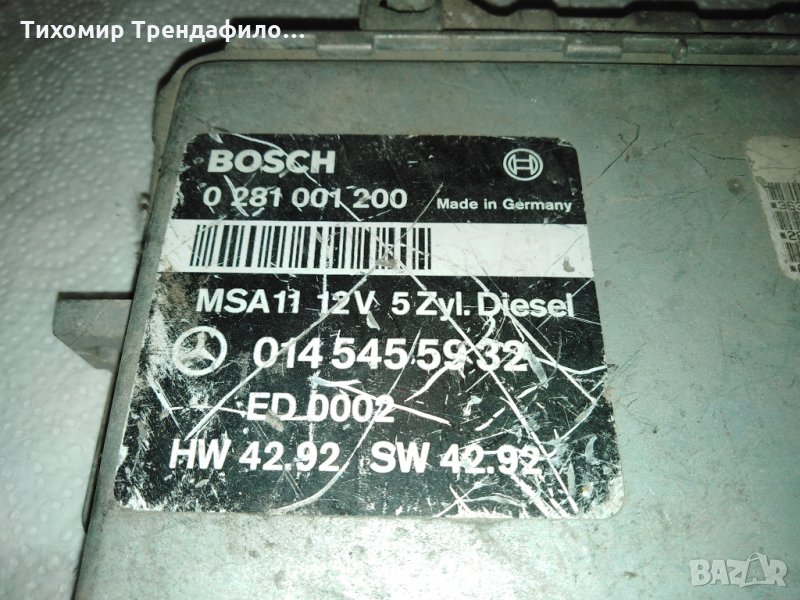 Тихомир Трендафило...
BOSCH
0 281 001 200 Made in Germany
MSA11 12V 5 Zyl. Diesel
014 545 59 32
ED 0002
HW 42.92 SW 42.92
BAZAR